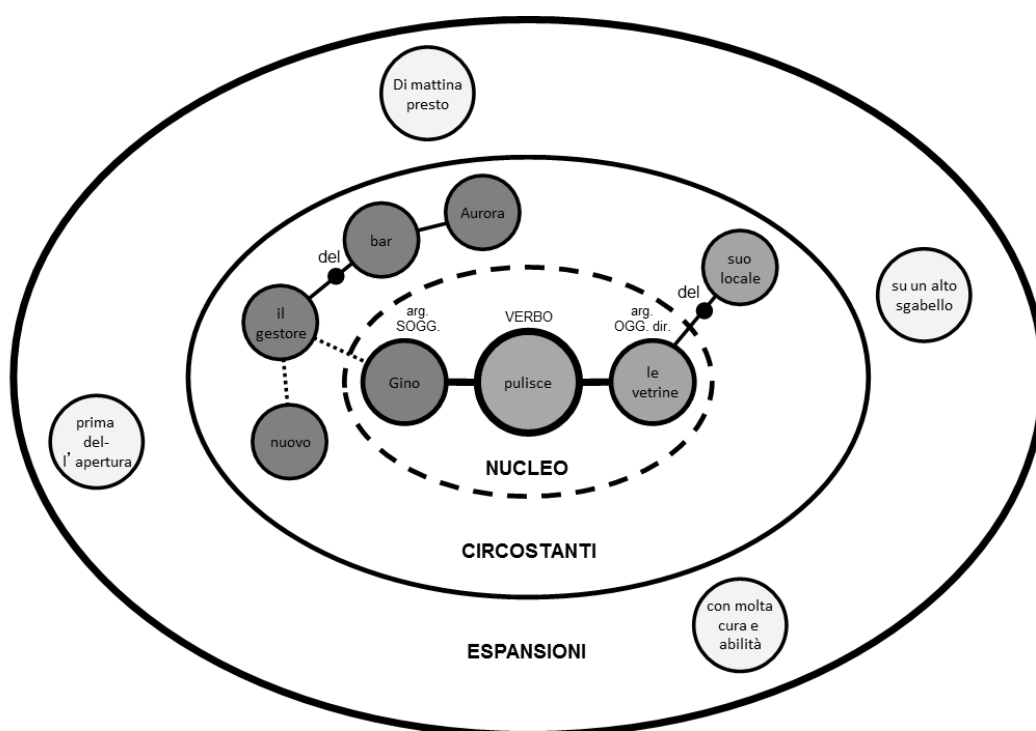 Di mattina
presto
Aurora
bar
del
suo
locale
del
su un alto
sgabello
il
gestore
arg.
SOGG.
VERBO
arg.
OGG. dir.
Gino
pulisce
le
vetrine
prima
del-
l' apertura
nuovo
NUCLEO
CIRCOSTANTI
con molta
cura e
abilità
ESPANSIONI